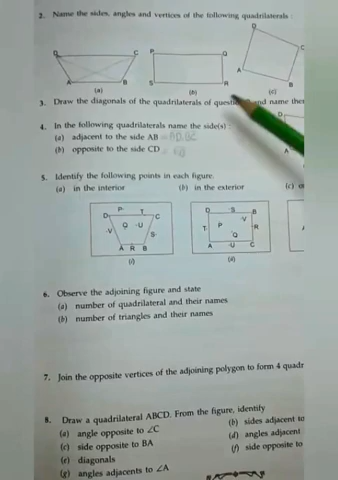 2. Name the sides, angles and vertices of the following quadrilaterals :
D C P Q D C
A B S R A B
(a) (b) (c)
3. Draw the diagonals of the quadrilaterals of and name
4. In the following quadrilaterals name the side(s) :
(a) adjacent to the side AB
(b) opposite to the side CD
5. Identify the following points in each figure.
(a) in the interior (b) in the exterior (c)
P T D S B
D C V
Q U T P R
V S Q
A R B A U C
(i) (ii)
6. Observe the adjoining figure and state
(a) number of quadrilateral and their names
(b) number of triangles and their names
7. Join the opposite vertices of the adjoining polygon to form 4 quadr
8. Draw a quadrilateral ABCD. From the figure, identify
(a) angle opposite to ∠C (b) sides adjacent to
(c) side opposite to BA (d) angles adjacent
(e) diagonals (f) side opposite to
(g) angles adjacents to ∠A